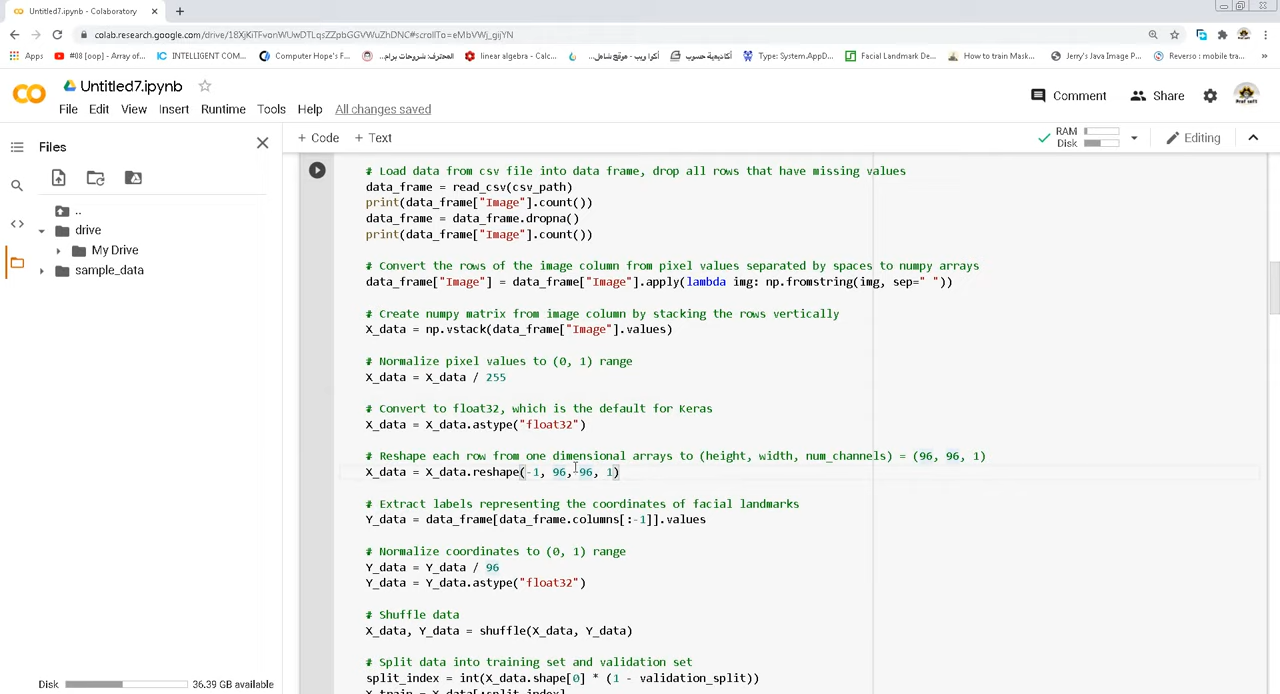 Untitled7.ipynb - Colaboratory
colab.research.google.com/drive/18XjKiTFvonWUwDTLqsZZpbGGVWuZhDNC#scrollTo=eMbVWj_gijYN
Apps #08 [oop] - Array of... INTELLIGENT COM... Computer Hope's F... المحترف: شروحات برام... linear algebra - Calc... أكرا ريب - موقع شامل... أكاديمية حسوب Type: System.AppD... Facial Landmark De... How to train Mask... Jerry's Java Image P... Reverso : mobile tra...
Untitled7.ipynb
File Edit View Insert Runtime Tools Help All changes saved
Comment Share
+ Code + Text
RAM
Disk
Editing
Files
..
drive
My Drive
sample_data
# Load data from csv file into data frame, drop all rows that have missing values
data_frame = read_csv(csv_path)
print(data_frame["Image"].count())
data_frame = data_frame.dropna()
print(data_frame["Image"].count())
# Convert the rows of the image column from pixel values separated by spaces to numpy arrays
data_frame["Image"] = data_frame["Image"].apply(lambda img: np.fromstring(img, sep=" "))
# Create numpy matrix from image column by stacking the rows vertically
X_data = np.vstack(data_frame["Image"].values)
# Normalize pixel values to (0, 1) range
X_data = X_data / 255
# Convert to float32, which is the default for Keras
X_data = X_data.astype("float32")
# Reshape each row from one dimensional arrays to (height, width, num_channels) = (96, 96, 1)
X_data = X_data.reshape(-1, 96, 96, 1)
# Extract labels representing the coordinates of facial landmarks
Y_data = data_frame[data_frame.columns[:-1]].values
# Normalize coordinates to (0, 1) range
Y_data = Y_data / 96
Y_data = Y_data.astype("float32")
# Shuffle data
X_data, Y_data = shuffle(X_data, Y_data)
# Split data into training set and validation set
split_index = int(X_data.shape[0] * (1 - validation_split))
X_train = X_data[:split_index]
Disk 36.39 GB available